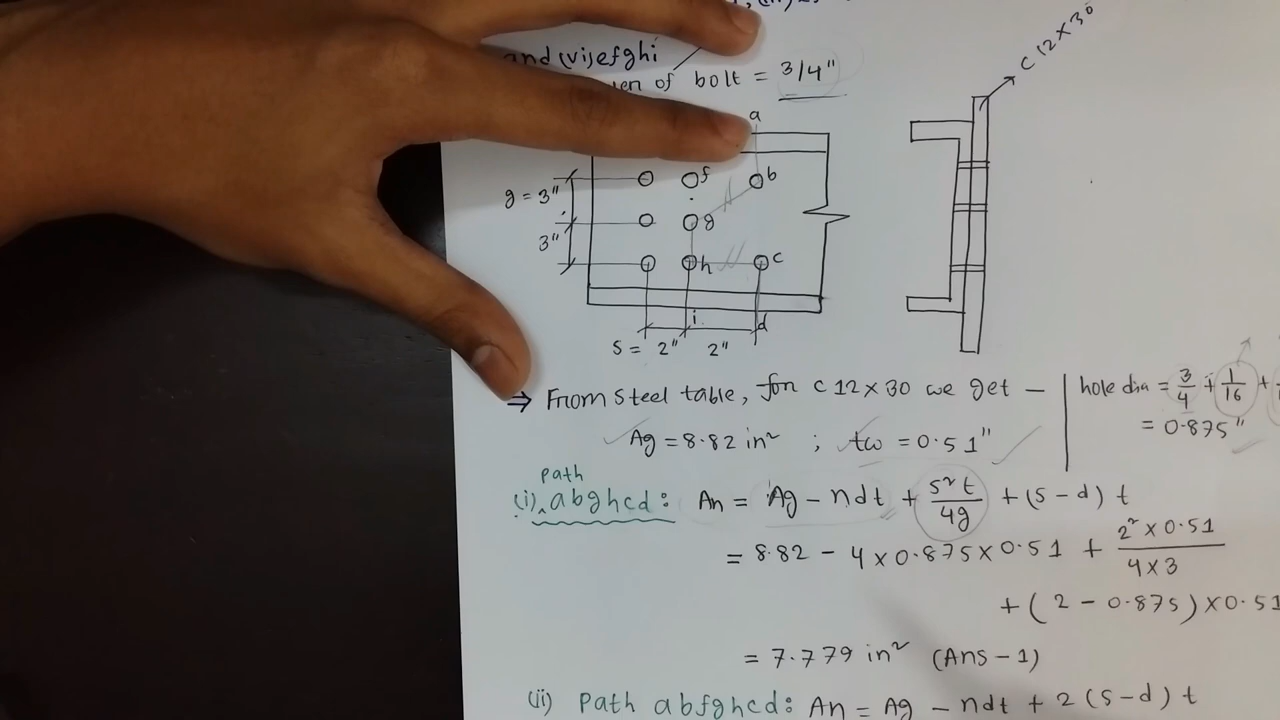 and (vi) efghi
of bolt = 3/4"
C 12 X 30
a
f
b
g = 3"
g
3"
h
c
i
d
S = 2" 2"
⇒ From steel table, for C 12 X 30 we get —
hole dia = 3/4 + 1/16 +
= 0.875"
Ag = 8.82 in² ; tw = 0.51"
path
(i) abghcd: An = Ag - ndt + S²t/4g + (S - d) t
= 8.82 - 4 x 0.875 x 0.51 + 2² x 0.51/4 x 3
+ ( 2 - 0.875) x 0.51
= 7.779 in² (Ans - 1)
(ii) Path abfghcd: An = Ag - ndt + 2 (S-d) t